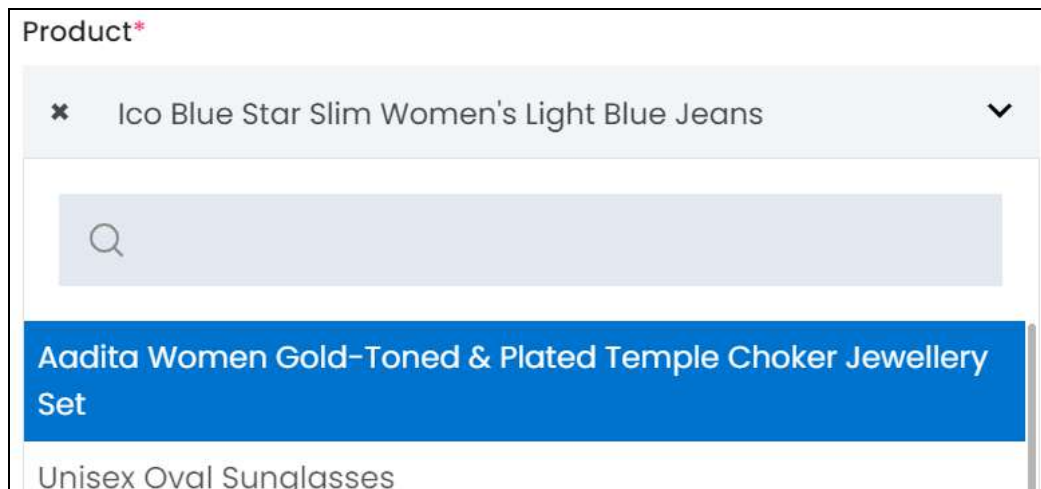 Product*
✖ Ico Blue Star Slim Women's Light Blue Jeans
Aadita Women Gold-Toned & Plated Temple Choker Jewellery
Set
Unisex Oval Sunglasses